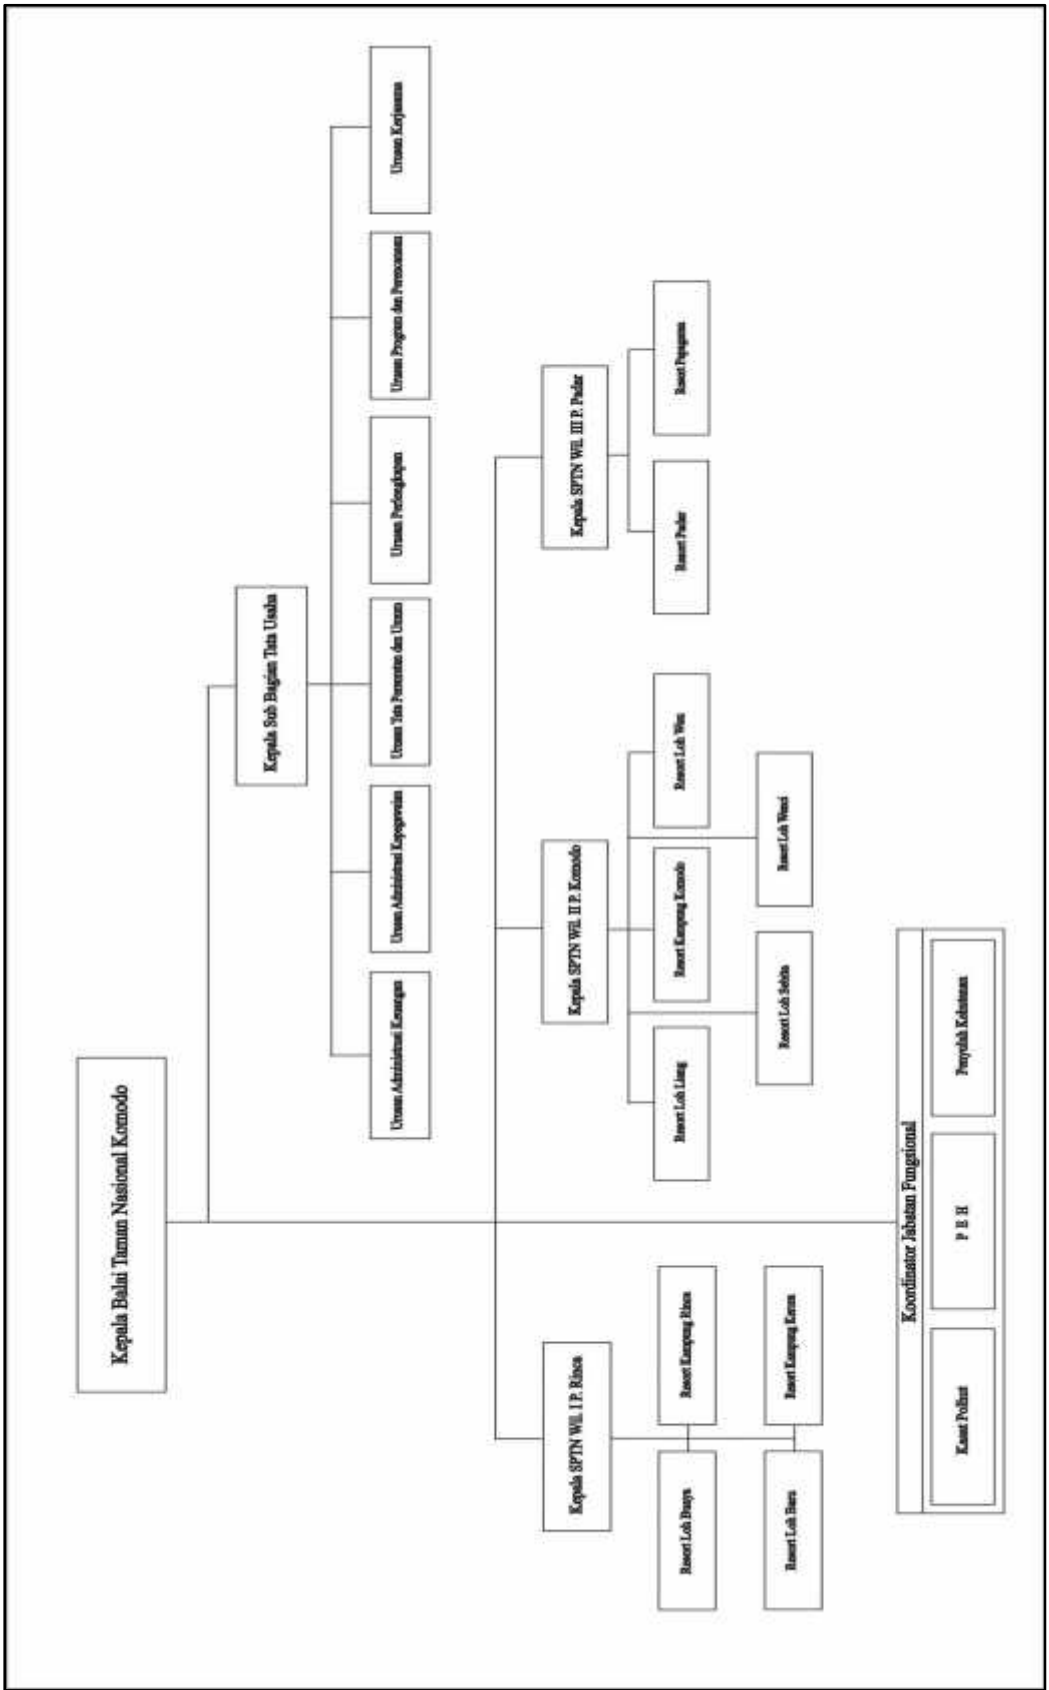 Kepala Balai Taman Nasional Komodo
Kepala Sub Bagian Tata Usaha
Urusan Administrasi Keuangan
Urusan Administrasi Kepegawaian
Urusan Tata Persuratan dan Umum
Urusan Perlengkapan
Urusan Program dan Perencanaan
Urusan Kerjasama
Kepala SPTN Wil. I P. Rinca
Kepala SPTN Wil. II P. Komodo
Kepala SPTN Wil. III P. Padar
Resort Loh Buaya
Resort Kampung Rinca
Resort Loh Baru
Resort Kampung Kerora
Resort Loh Liang
Resort Kampung Komodo
Resort Loh Wau
Resort Loh Sebita
Resort Loh Wenci
Resort Padar
Resort Papagaran
Koordinator Jabatan Fungsional
Kasat Polhut
P E H
Penyuluh Kehutanan